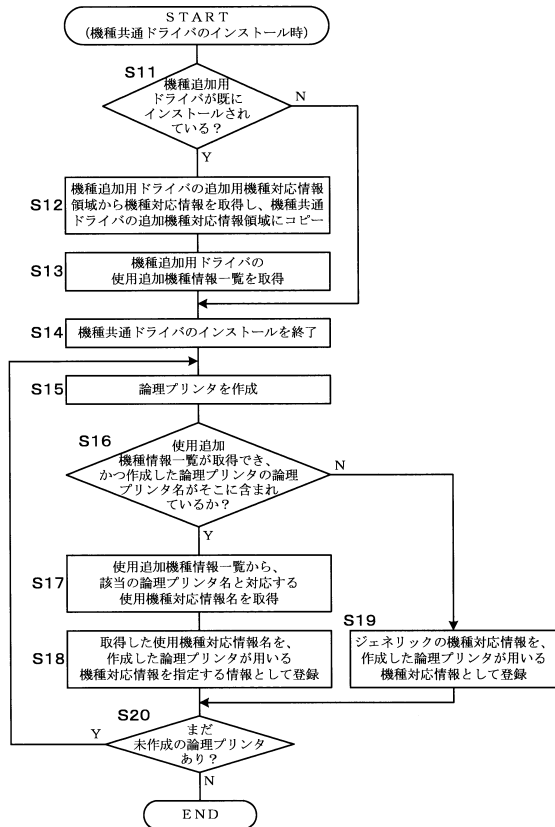 START
(機種共通ドライバのインストール時)
S11
機種追加用
ドライバが既に
インストールされ
ている？
N
Y
S12
機種追加用ドライバの追加用機種対応情報
領域から機種対応情報を取得し、機種共通
ドライバの追加機種対応情報領域にコピー
S13
機種追加用ドライバの
使用追加機種情報一覧を取得
S14
機種共通ドライバのインストールを終了
S15
論理プリンタを作成
S16
使用追加
機種情報一覧が取得でき、
かつ作成した論理プリンタの論理
プリンタ名がそこに含まれ
ているか？
N
Y
S17
使用追加機種情報一覧から、
該当の論理プリンタ名と対応する
使用機種対応情報名を取得
S18
取得した使用機種対応情報名を、
作成した論理プリンタが用いる
機種対応情報を指定する情報として登録
S19
ジェネリックの機種対応情報を、
作成した論理プリンタが用いる
機種対応情報として登録
S20
まだ
未作成の論理プリンタ
あり？
Y
N
END